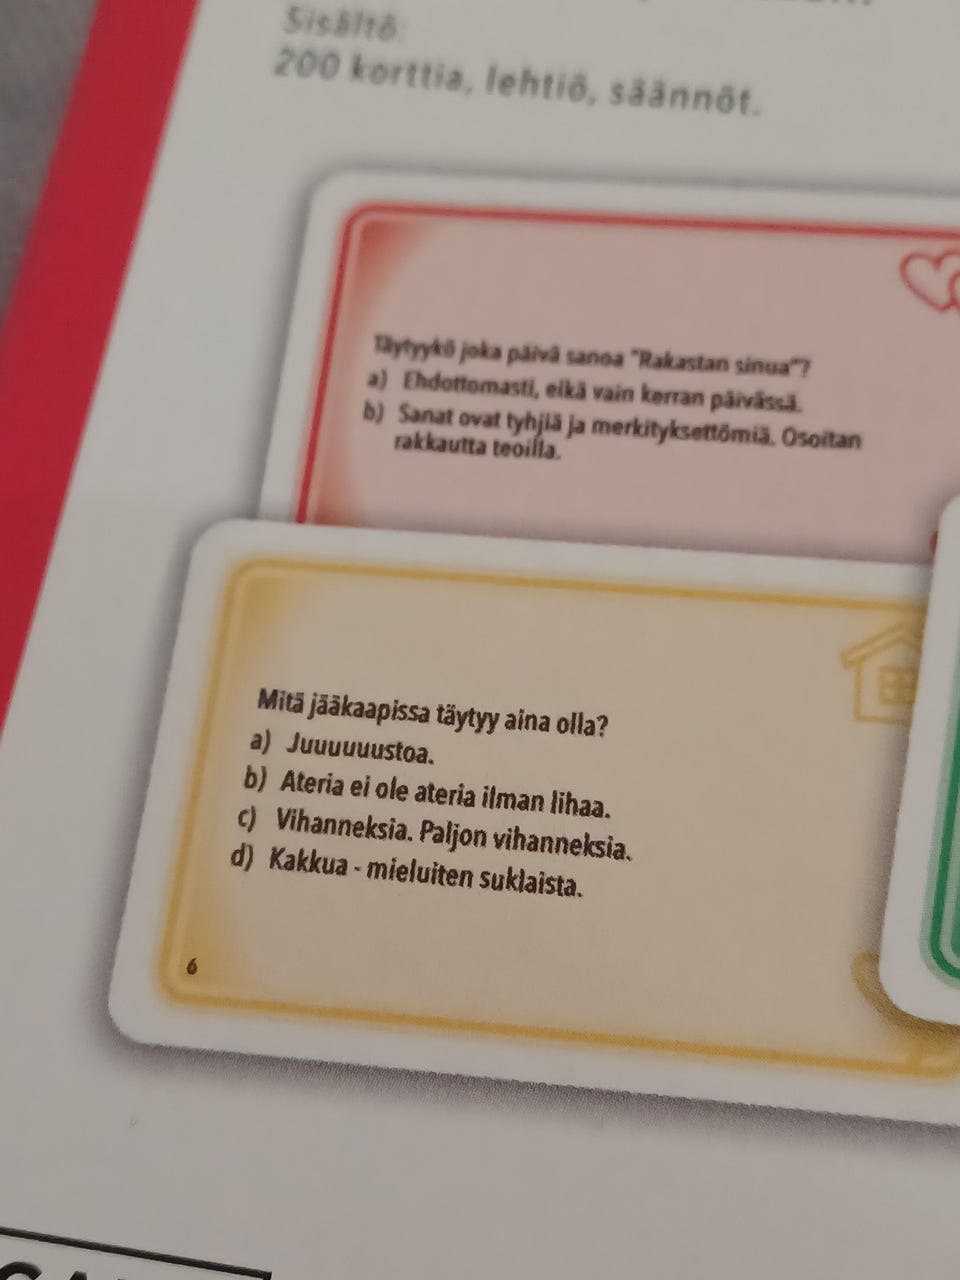 Sisältö:
200 korttia, lehtiö, säännöt.
Täytyykö joka päivä sanoa "Rakastan sinua"?
a) Ehdottomasti, eikä vain kerran päivässä.
b) Sanat ovat tyhjiä ja merkityksettömiä. Osoitan
rakkautta teoilla.
Mitä jääkaapissa täytyy aina olla?
a) Juuuuuustoa.
b) Ateria ei ole ateria ilman lihaa.
c) Vihanneksia. Paljon vihanneksia.
d) Kakkua - mieluiten suklaista.
6